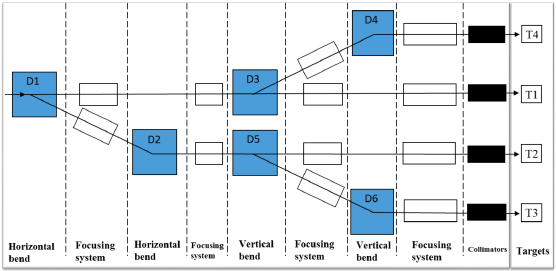 D4
T4
D1
D3
T1
D2
D5
T2
D6
T3
Horizontal
bend
Focusing
system
Horizontal
bend
Focusing
system
Vertical
bend
Focusing
system
Vertical
bend
Focusing
system
Collimators
Targets